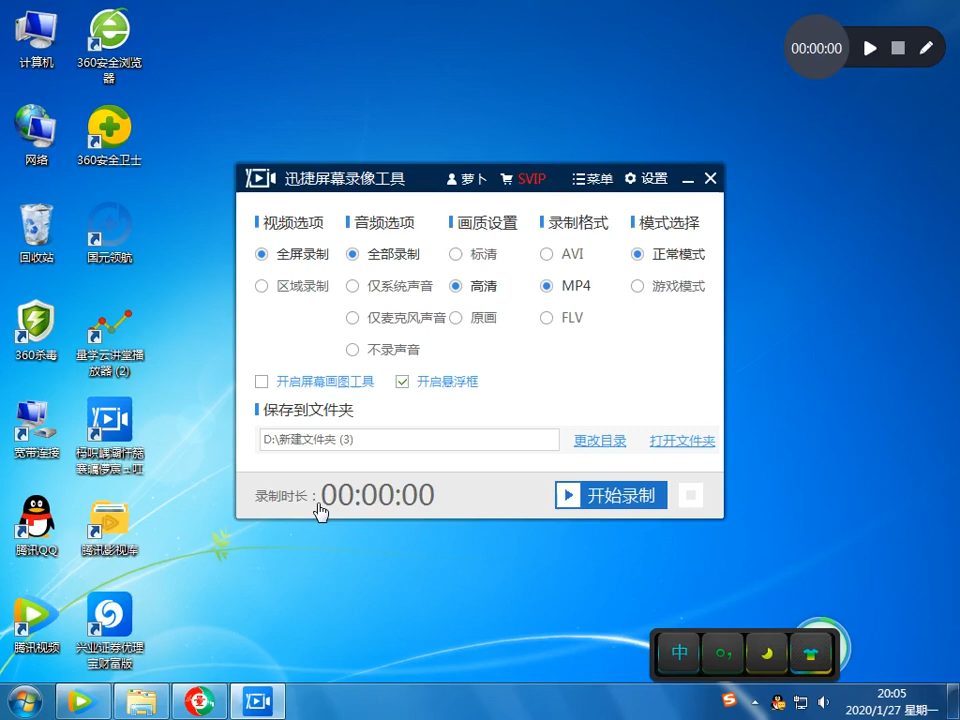 计算机
360安全浏览
器
网络
360安全卫士
回收站
国元领航
360杀毒
量学云讲堂播
放器 (2)
宽带连接
腾讯QQ
腾讯影视库
腾讯视频
兴业证券优理
宝财富版
00:00:00
迅捷屏幕录像工具 萝卜 SVIP 菜单 设置
视频选项 音频选项 画质设置 录制格式 模式选择
全屏录制 全部录制 标清 AVI 正常模式
区域录制 仅系统声音 高清 MP4 游戏模式
仅麦克风声音 原画 FLV
不录声音
开启屏幕画图工具 开启悬浮框
保存到文件夹
D:\新建文件夹 (3) 更改目录 打开文件夹
录制时长：00:00:00 开始录制
中
20:05
2020/1/27 星期一